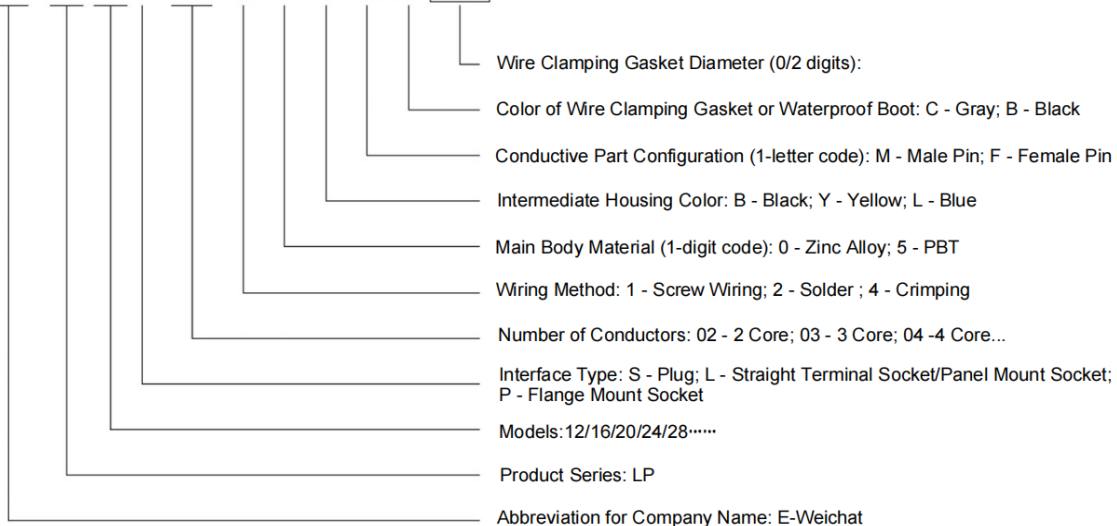 Wire Clamping Gasket Diameter (0/2 digits):
Color of Wire Clamping Gasket or Waterproof Boot: C - Gray; B - Black
Conductive Part Configuration (1-letter code): M - Male Pin; F - Female Pin
Intermediate Housing Color: B - Black; Y - Yellow; L - Blue
Main Body Material (1-digit code): 0 - Zinc Alloy; 5 - PBT
Wiring Method: 1 - Screw Wiring; 2 - Solder ; 4 - Crimping
Number of Conductors: 02 - 2 Core; 03 - 3 Core; 04 -4 Core...
Interface Type: S - Plug; L - Straight Terminal Socket/Panel Mount Socket;
P - Flange Mount Socket
Models:12/16/20/24/28······
Product Series: LP
Abbreviation for Company Name: E-Weichat